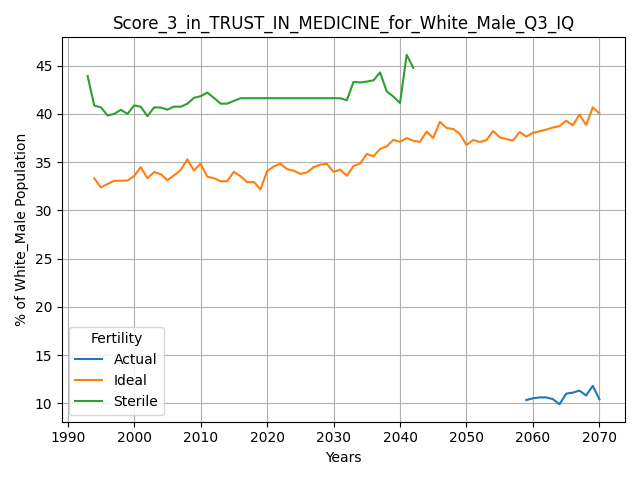 Score_3_in_TRUST_IN_MEDICINE_for_White_Male_Q3_IQ
% of White_Male Population
45
40
35
30
25
20
15
10
Fertility
Actual
Ideal
Sterile
1990 2000 2010 2020 2030 2040 2050 2060 2070
Years